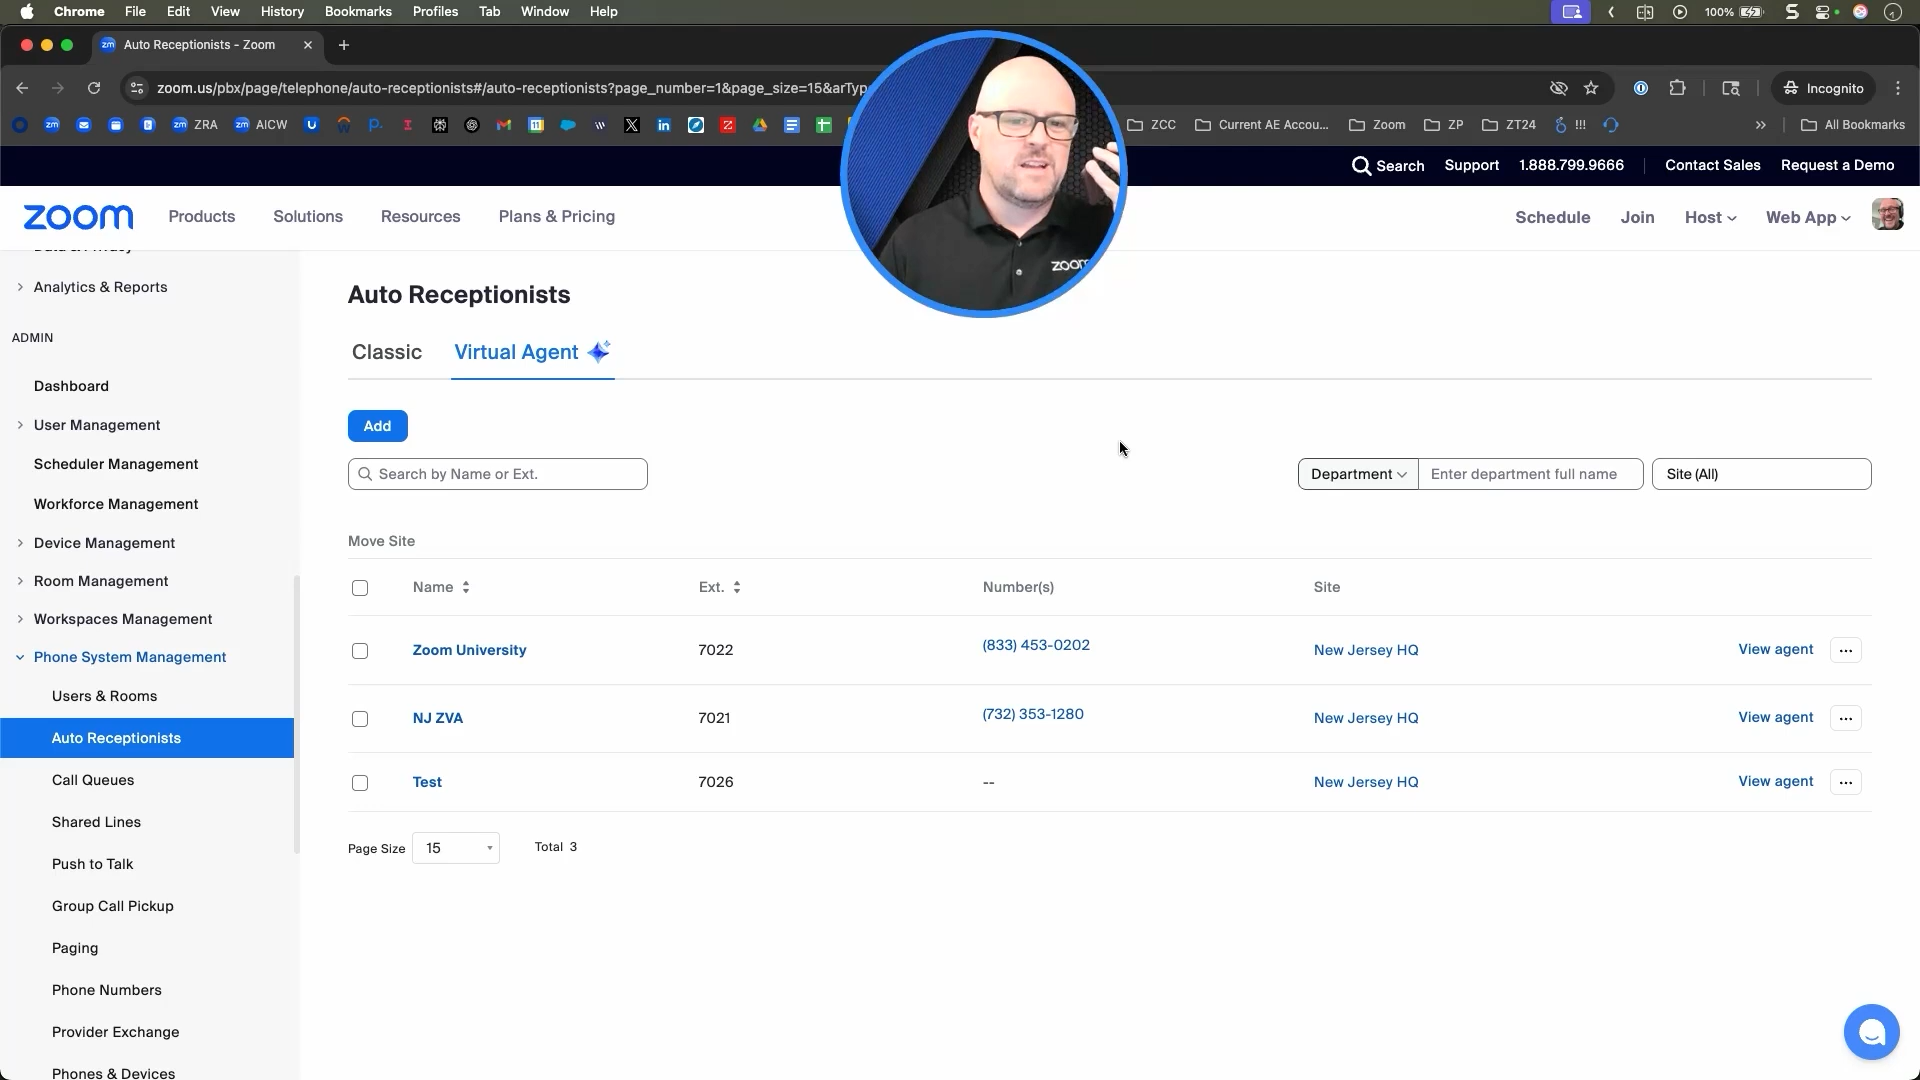 Chrome File Edit View History Bookmarks Profiles Tab Window Help 100%
Auto Receptionists - Zoom
zoom.us/pbx/page/telephone/auto-receptionists#/auto-receptionists?page_number=1&page_size=15&arTyp
Incognito
ZRA AICW ZCC Current AE Accou... Zoom ZP ZT24 !!! All Bookmarks
Search Support 1.888.799.9666 Contact Sales Request a Demo
zoom Products Solutions Resources Plans & Pricing Schedule Join Host Web App
zoom
Analytics & Reports
ADMIN
Dashboard
User Management
Scheduler Management
Workforce Management
Device Management
Room Management
Workspaces Management
Phone System Management
Users & Rooms
Auto Receptionists
Call Queues
Shared Lines
Push to Talk
Group Call Pickup
Paging
Phone Numbers
Provider Exchange
Phones & Devices
Auto Receptionists
Classic Virtual Agent
Add
Search by Name or Ext. Department Enter department full name Site (All)
Move Site
Name Ext. Number(s) Site
Zoom University 7022 (833) 453-0202 New Jersey HQ View agent ...
NJ ZVA 7021 (732) 353-1280 New Jersey HQ View agent ...
Test 7026 -- New Jersey HQ View agent ...
Page Size 15 Total 3